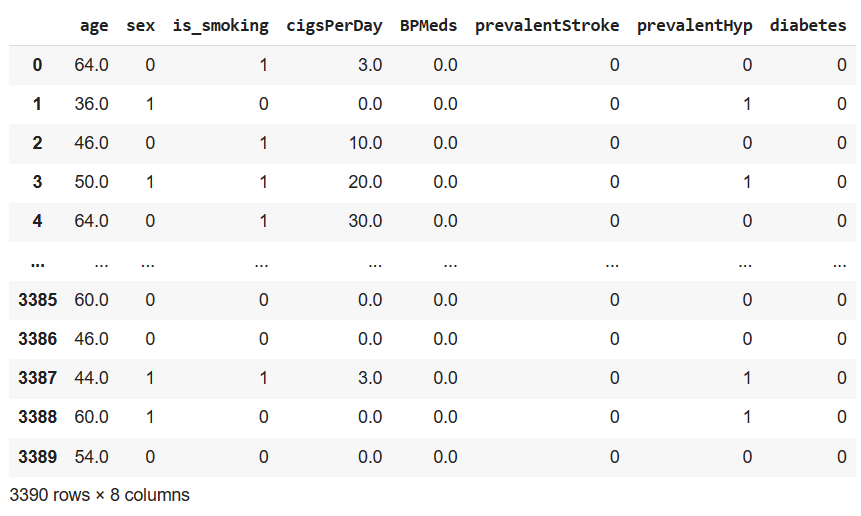 age sex is_smoking cigsPerDay BPMeds prevalentStroke prevalentHyp diabetes
0 64.0 0 1 3.0 0.0 0 0 0
1 36.0 1 0 0.0 0.0 0 1 0
2 46.0 0 1 10.0 0.0 0 0 0
3 50.0 1 1 20.0 0.0 0 1 0
4 64.0 0 1 30.0 0.0 0 0 0
... ... ... ... ... ... ... ... ...
3385 60.0 0 0 0.0 0.0 0 0 0
3386 46.0 0 0 0.0 0.0 0 0 0
3387 44.0 1 1 3.0 0.0 0 1 0
3388 60.0 1 0 0.0 0.0 0 1 0
3389 54.0 0 0 0.0 0.0 0 0 0
3390 rows × 8 columns